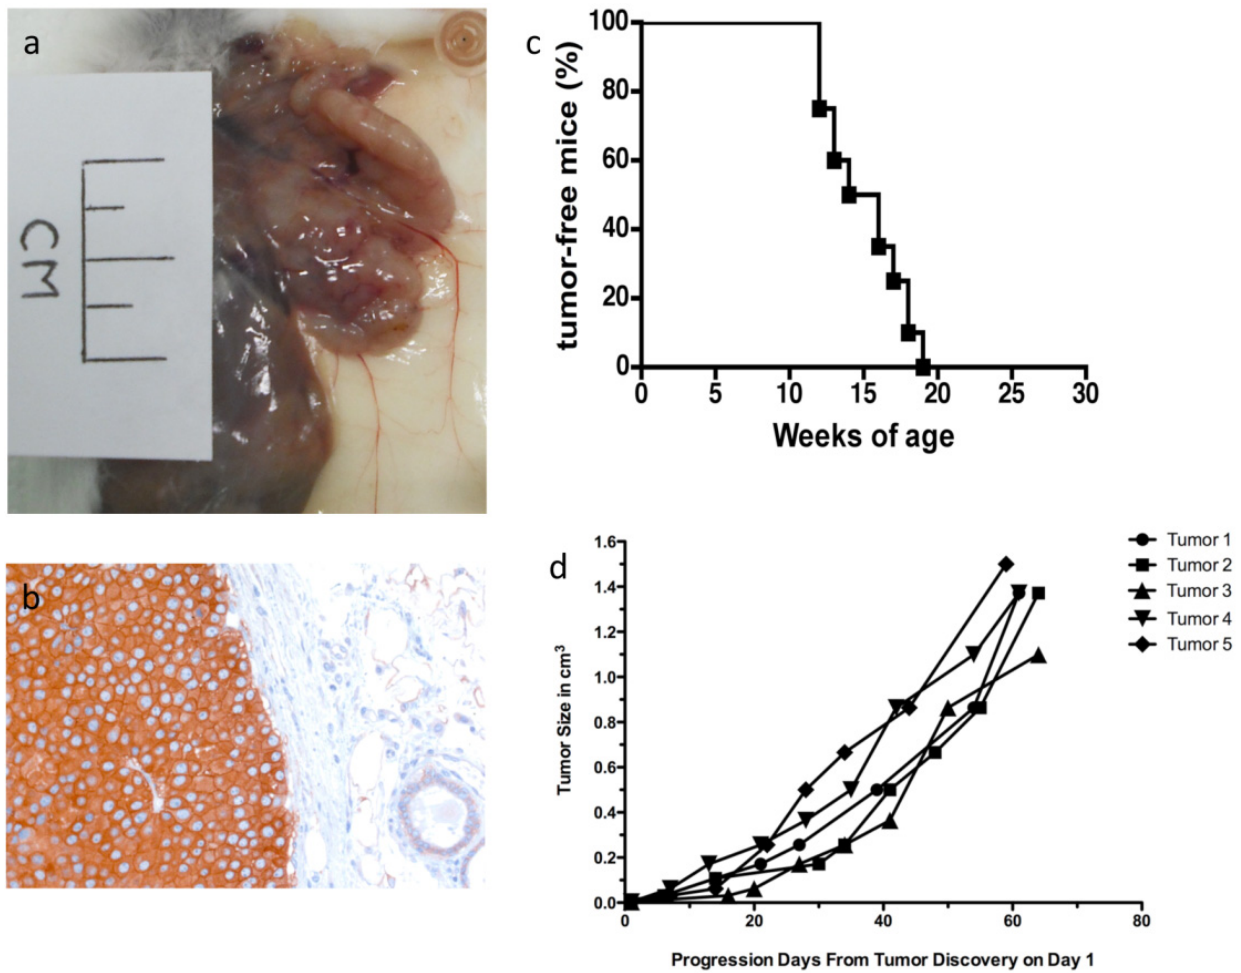 a
CM
b
c
tumor-free mice (%)
100
80
60
40
20
0
0 5 10 15 20 25 30
Weeks of age
d
Tumor Size in cm3
1.6
1.4
1.2
1.0
0.8
0.6
0.4
0.2
0.0
0 20 40 60 80
Progression Days From Tumor Discovery on Day 1
Tumor 1
Tumor 2
Tumor 3
Tumor 4
Tumor 5